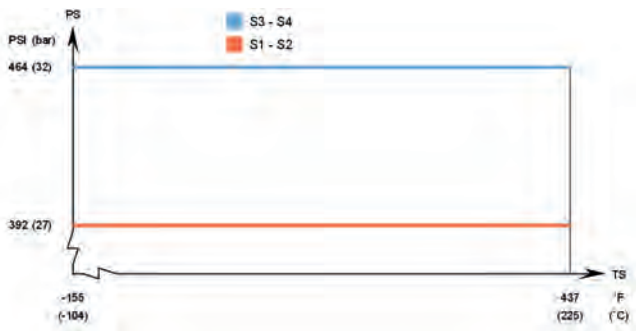 PS
S3 - S4
S1 - S2
PSI (bar)
464 (32)
392 (27)
TS
-155 437 °F
(-104) (225) (°C)